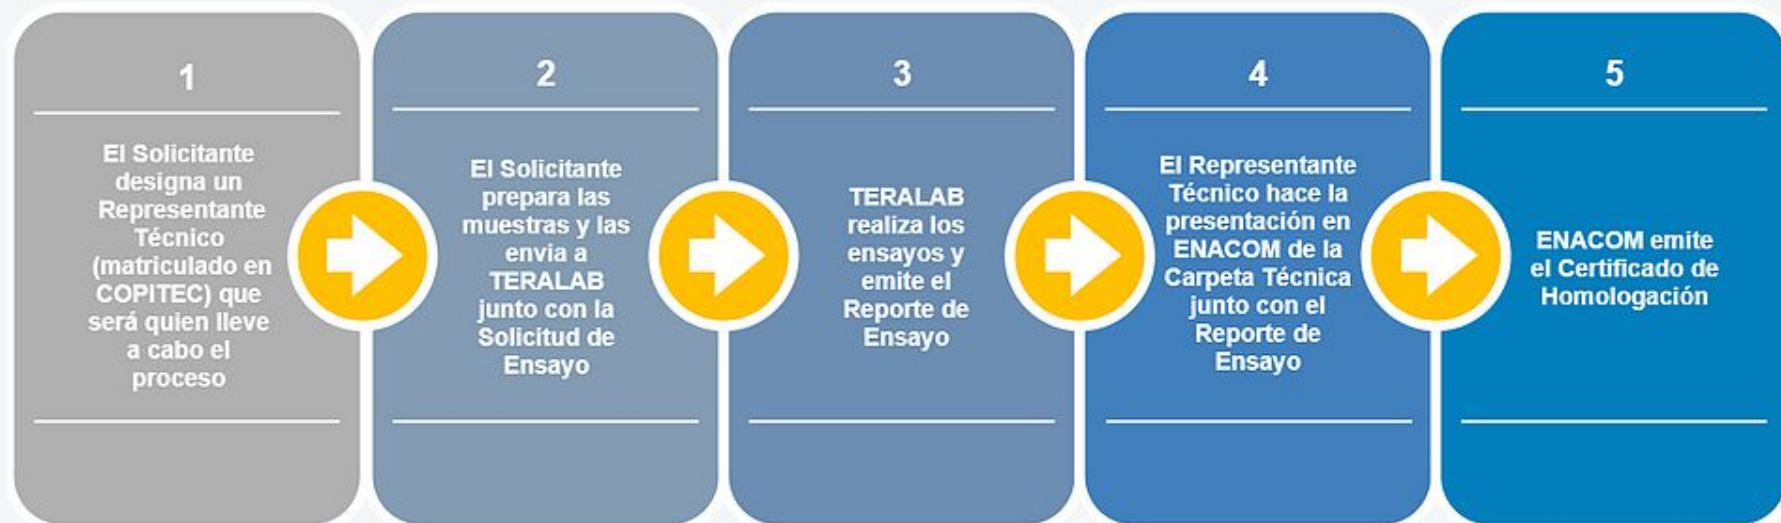 1
El Solicitante
designa un
Representante
Técnico
(matriculado en
COPITEC) que
será quien lleve
a cabo el
proceso
2
El Solicitante
prepara las
muestras y las
envia a
TERALAB
junto con la
Solicitud de
Ensayo
3
TERALAB
realiza los
ensayos y
emite el
Reporte de
Ensayo
4
El Representante
Técnico hace la
presentación en
ENACOM de la
Carpeta Técnica
junto con el
Reporte de
Ensayo
5
ENACOM emite
el Certificado de
Homologación